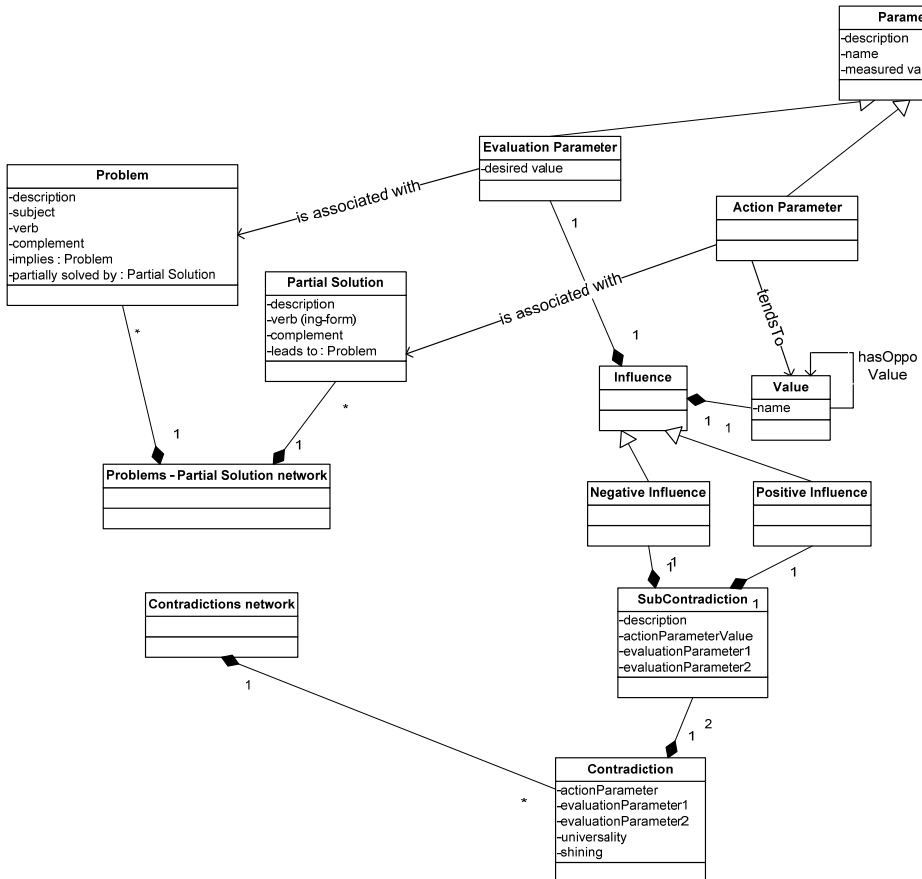 Parame
-description
-name
-measured va
Evaluation Parameter
-desired value
Problem
-description
-subject
-verb
-complement
-implies : Problem
-partially solved by : Partial Solution
is associated with
Action Parameter
1
Partial Solution
-description
-verb (ing-form)
-complement
-leads to : Problem
is associated with
tendsTo
*
1
hasOppo
Value
Influence
Value
-name
*
1
1
1
1
Problems - Partial Solution network
Negative Influence
Positive Influence
1
1
1
Contradictions network
SubContradiction
1
-description
-actionParameterValue
-evaluationParameter1
-evaluationParameter2
1
2
1
Contradiction
-actionParameter
*
-evaluationParameter1
-evaluationParameter2
-universality
-shining